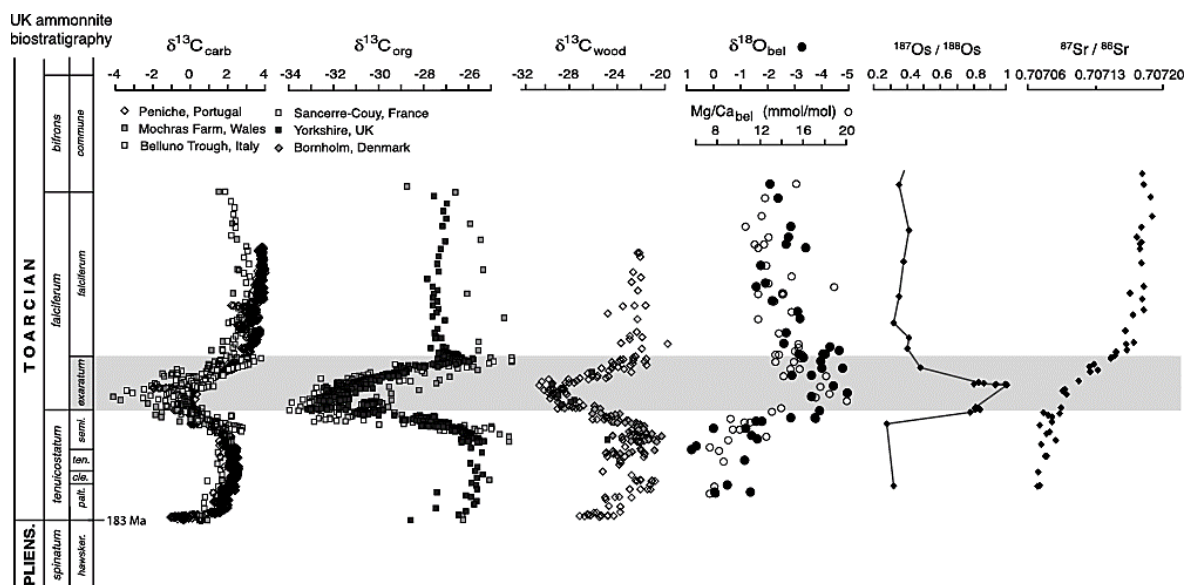 UK ammonnite
biostratigraphy
δ13Ccarb
δ13Corg
δ13Cwood
δ18Obel
187Os / 188Os
87Sr / 86Sr
-4 -2 0 2 4
-34 -32 -30 -28 -26 -24
-32 -28 -24 -20
1 0 -1 -2 -3 -4 -5
0.2 0.4 0.6 0.8 1
0.70706 0.70713 0.70720
Peniche, Portugal
Mochras Farm, Wales
Belluno Trough, Italy
Sancerre-Couy, France
Yorkshire, UK
Bornholm, Denmark
Mg/Cabel (mmol/mol)
8 12 16 20
TOARCIAN
PLIENS.
bifrons
falciferum
tenuicostatum
spinatum
commune
falciferum
exaratum
semi.
ten.
cle.
palt.
hawsker.
183 Ma